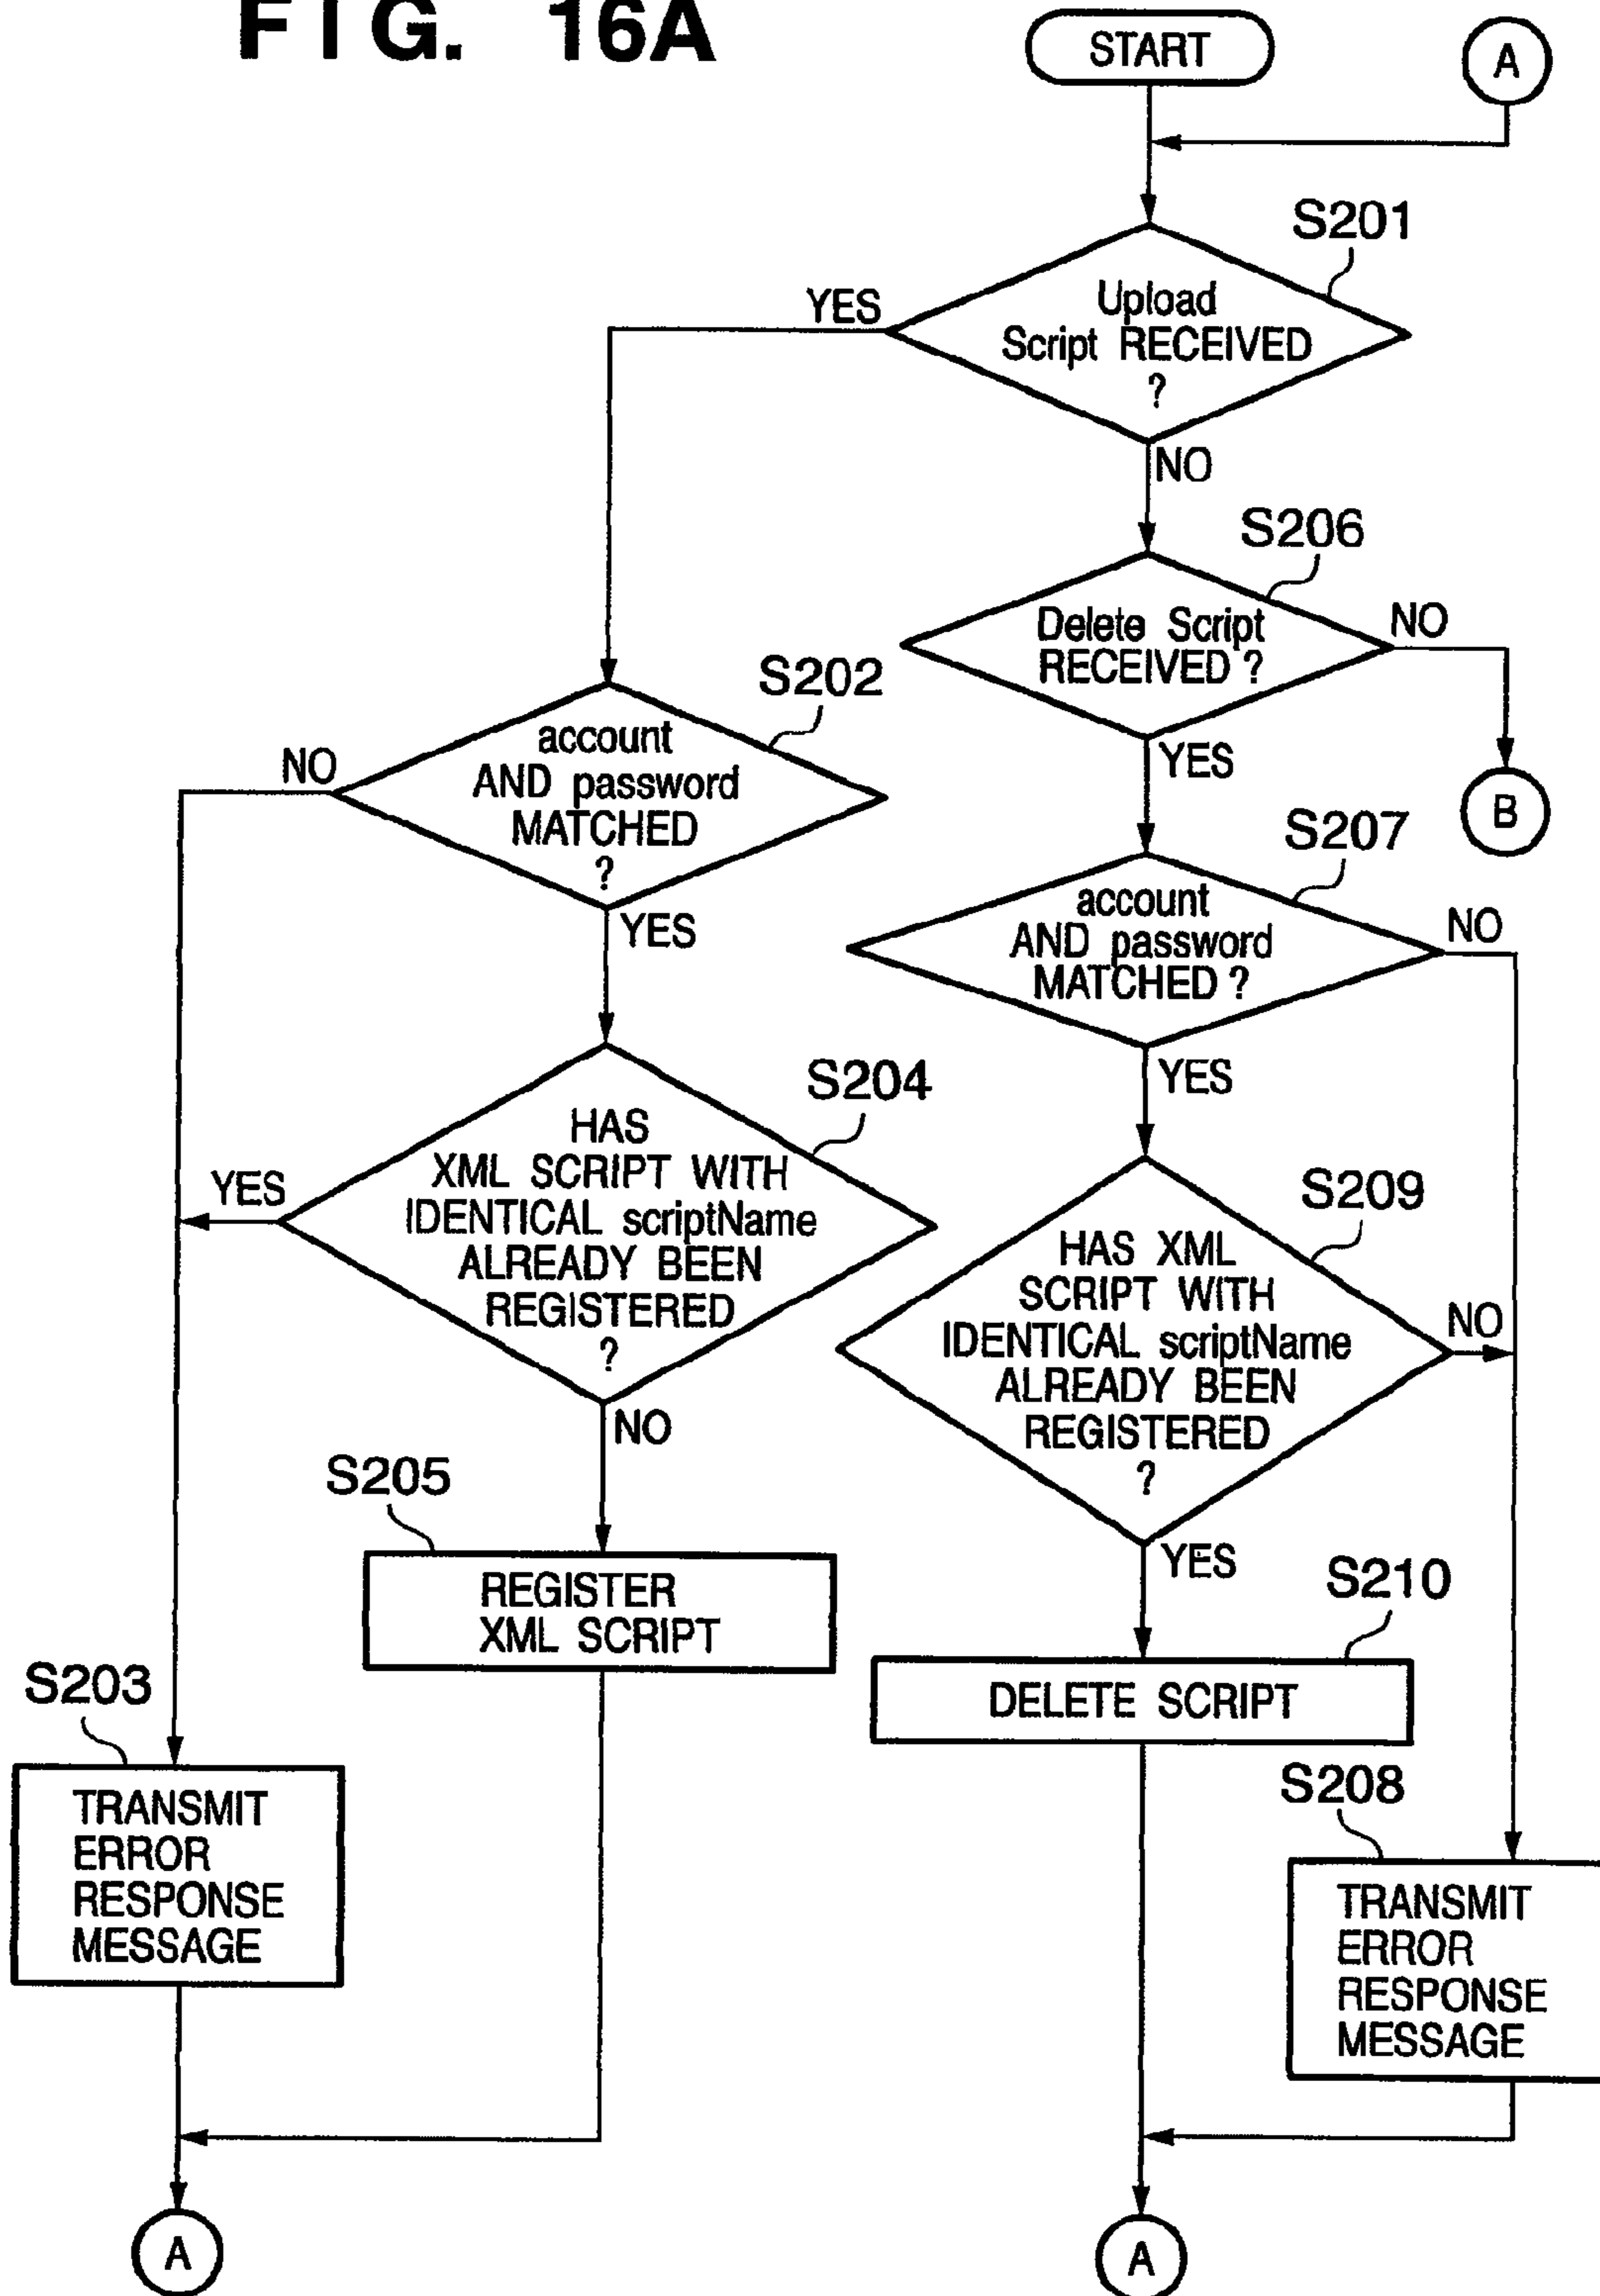 FIG. 16A
START
A
S201
YES
Upload
Script RECEIVED
?
NO
S206
Delete Script
RECEIVED ?
NO
S202
account
AND password
MATCHED
?
NO
YES
B
YES
S207
account
AND password
MATCHED ?
NO
YES
S204
HAS
XML SCRIPT WITH
IDENTICAL scriptName
ALREADY BEEN
REGISTERED
?
YES
NO
S209
HAS XML
SCRIPT WITH
IDENTICAL scriptName
ALREADY BEEN
REGISTERED
?
NO
YES
S205
REGISTER
XML SCRIPT
S210
DELETE SCRIPT
S203
TRANSMIT
ERROR
RESPONSE
MESSAGE
S208
TRANSMIT
ERROR
RESPONSE
MESSAGE
A
A